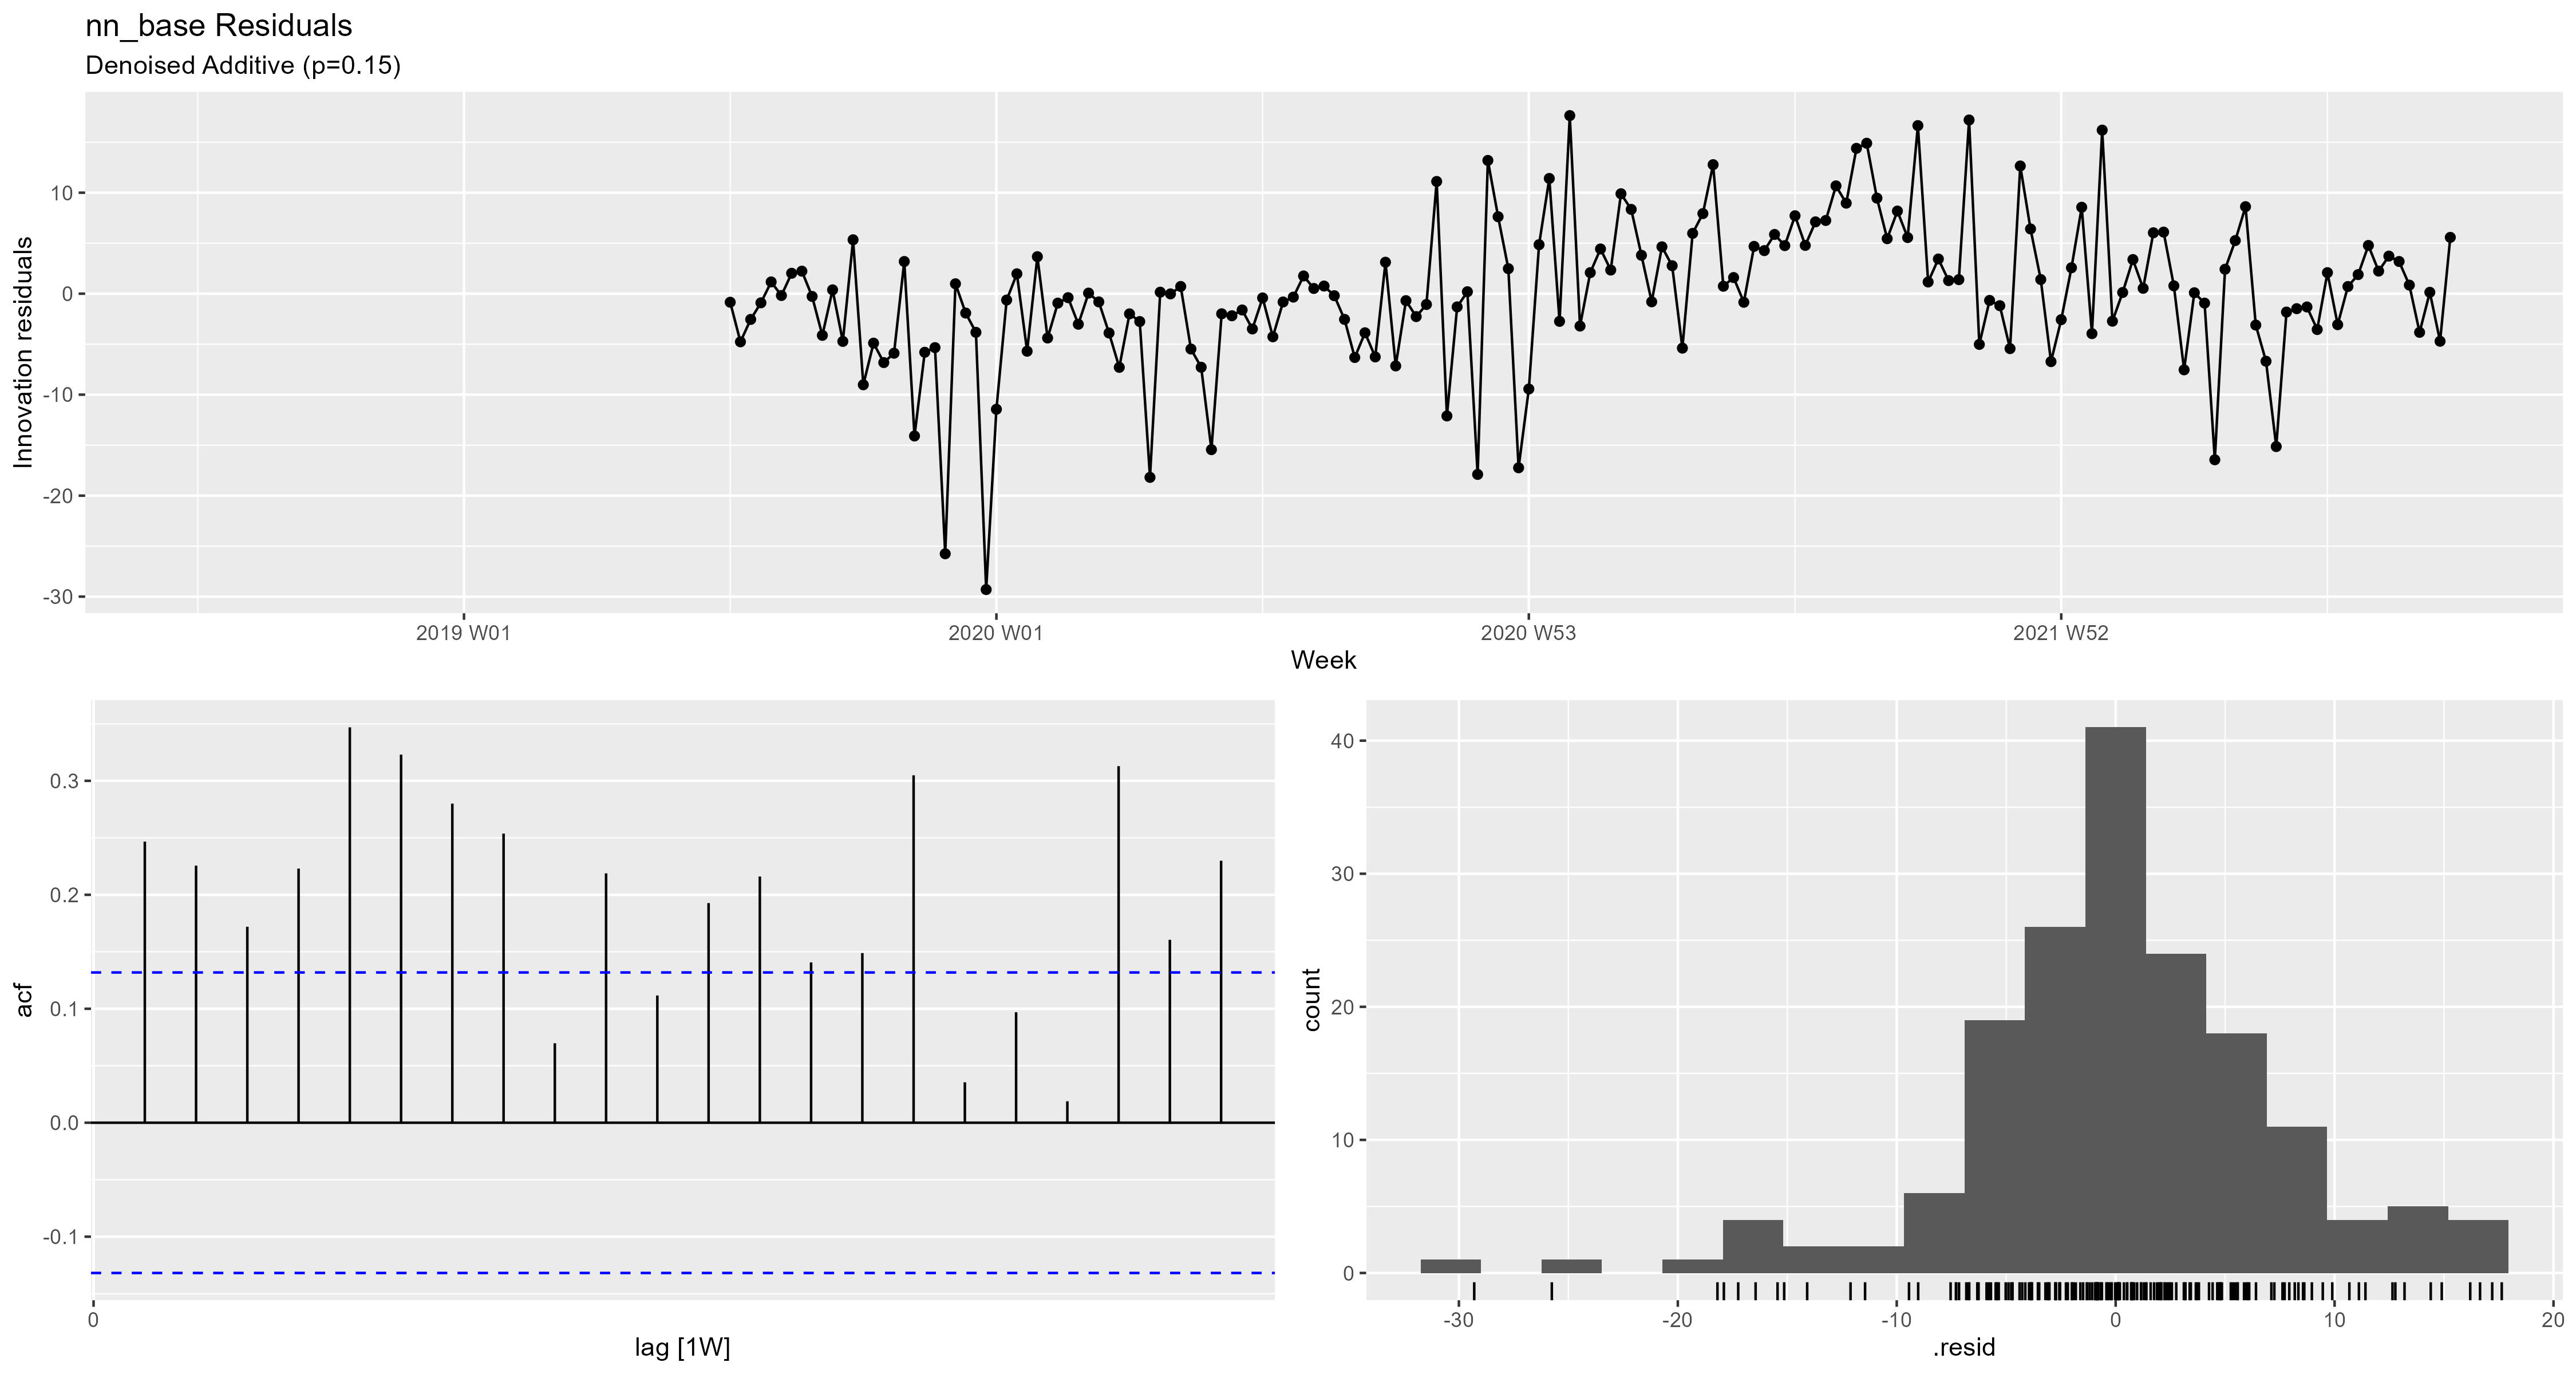 nn_base Residuals
Denoised Additive (p=0.15)
Innovation residuals
10
0
-10
-20
-30
2019 W01
2020 W01
2020 W53
2021 W52
Week
acf
0.3
0.2
0.1
0.0
-0.1
0
lag [1W]
count
40
30
20
10
0
-30
-20
-10
0
10
20
.resid